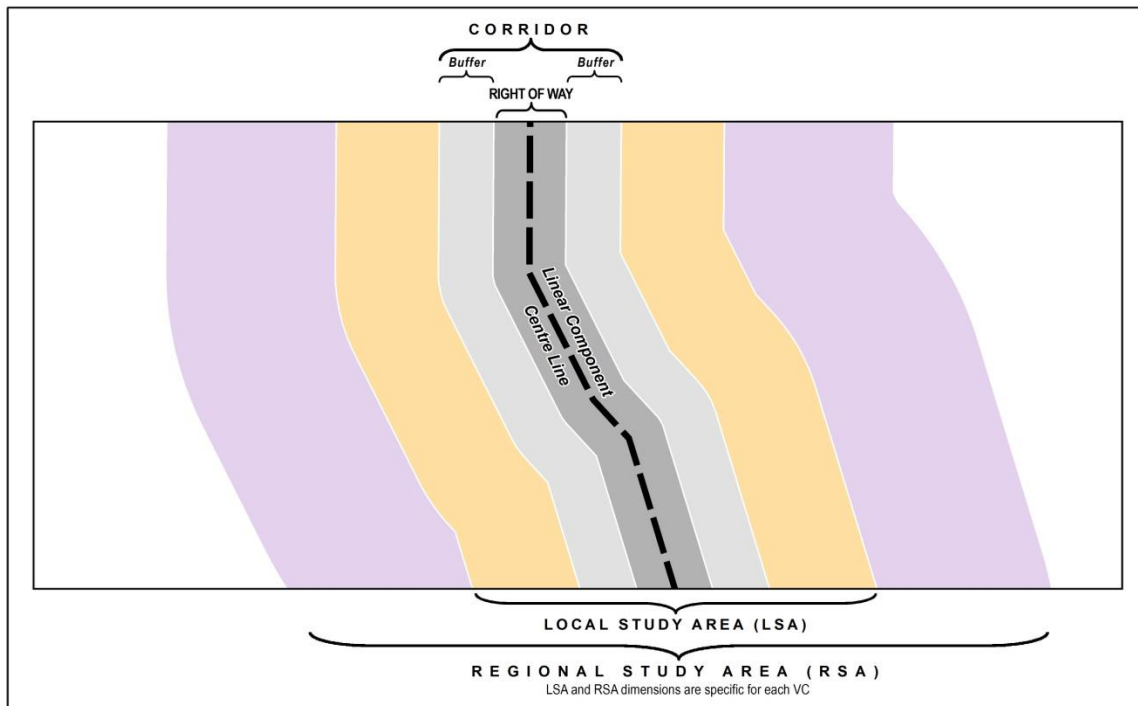 CORRIDOR
Buffer
Buffer
RIGHT OF WAY
Linear Component
Centre Line
LOCAL STUDY AREA (LSA)
REGIONAL STUDY AREA (RSA)
LSA and RSA dimensions are specific for each VC